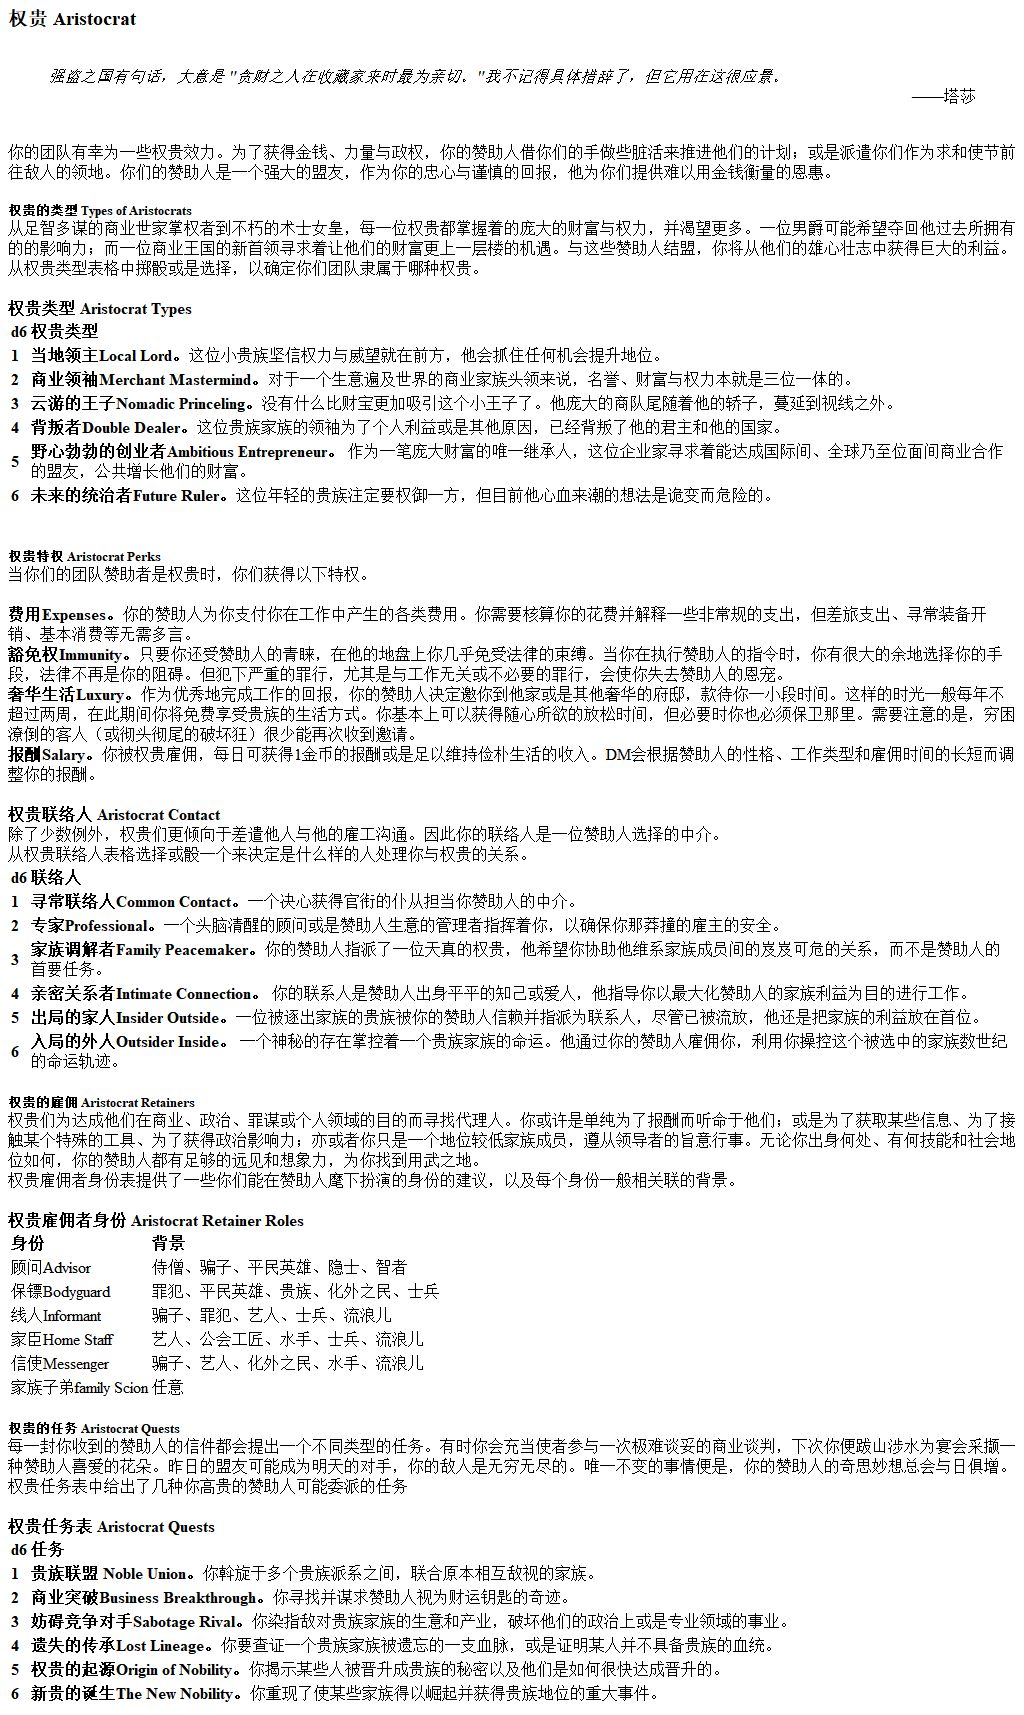 权贵 Aristocrat
强盗之国有句话，大意是 "贪财之人在收藏家来时最为亲切。"我不记得具体措辞了，但它用在这很应景。
——塔莎
你的团队有幸为一些权贵效力。为了获得金钱、力量与政权，你的赞助人借你们的手做些脏活来推进他们的计划；或是派遣你们作为求和使节前
往敌人的领地。你们的赞助人是一个强大的盟友，作为你的忠心与谨慎的回报，他为你们提供难以用金钱衡量的恩惠。
权贵的类型 Types of Aristocrats
从足智多谋的商业世家掌权者到不朽的术士女皇，每一位权贵都掌握着的庞大的财富与权力，并渴望更多。一位男爵可能希望夺回他过去所拥有
的的影响力；而一位商业王国的新首领寻求着让他们的财富更上一层楼的机遇。与这些赞助人结盟，你将从他们的雄心壮志中获得巨大的利益。
从权贵类型表格中掷骰或是选择，以确定你们团队隶属于哪种权贵。
权贵类型 Aristocrat Types
d6 权贵类型
1 当地领主Local Lord。这位小贵族坚信权力与威望就在前方，他会抓住任何机会提升地位。
2 商业领袖Merchant Mastermind。对于一个生意遍及世界的商业家族头领来说，名誉、财富与权力本就是三位一体的。
3 云游的王子Nomadic Princeling。没有什么比财宝更加吸引这个小王子了。他庞大的商队尾随着他的轿子，蔓延到视线之外。
4 背叛者Double Dealer。这位贵族家族的领袖为了个人利益或是其他原因，已经背叛了他的君主和他的国家。
5 野心勃勃的创业者Ambitious Entrepreneur。 作为一笔庞大财富的唯一继承人，这位企业家寻求着能达成国际间、全球乃至位面间商业合作
的盟友，公共增长他们的财富。
6 未来的统治者Future Ruler。这位年轻的贵族注定要权御一方，但目前他心血来潮的想法是诡变而危险的。
权贵特权 Aristocrat Perks
当你们的团队赞助者是权贵时，你们获得以下特权。
费用Expenses。你的赞助人为你支付你在工作中产生的各类费用。你需要核算你的花费并解释一些非常规的支出，但差旅支出、寻常装备开
销、基本消费等无需多言。
豁免权Immunity。只要你还受赞助人的青睐，在他的地盘上你几乎免受法律的束缚。当你在执行赞助人的指令时，你有很大的余地选择你的手
段，法律不再是你的阻碍。但犯下严重的罪行，尤其是与工作无关或不必要的罪行，会使你失去赞助人的恩宠。
奢华生活Luxury。作为优秀地完成工作的回报，你的赞助人决定邀你到他家或是其他奢华的府邸，款待你一小段时间。这样的时光一般每年不
超过两周，在此期间你将免费享受贵族的生活方式。你基本上可以获得随心所欲的放松时间，但必要时你也必须保卫那里。需要注意的是，穷困
潦倒的客人（或彻头彻尾的破坏狂）很少能再次收到邀请。
报酬Salary。你被权贵雇佣，每日可获得1金币的报酬或是足以维持俭朴生活的收入。DM会根据赞助人的性格、工作类型和雇佣时间的长短而调
整你的报酬。
权贵联络人 Aristocrat Contact
除了少数例外，权贵们更倾向于差遣他人与他的雇工沟通。因此你的联络人是一位赞助人选择的中介。
从权贵联络人表格选择或骰一个来决定是什么样的人处理你与权贵的关系。
d6 联络人
1 寻常联络人Common Contact。一个决心获得官衔的仆从担当你赞助人的中介。
2 专家Professional。一个头脑清醒的顾问或是赞助人生意的管理者指挥着你，以确保你那莽撞的雇主的安全。
3 家族调解者Family Peacemaker。你的赞助人指派了一位天真的权贵，他希望你协助他维系家族成员间的岌岌可危的关系，而不是赞助人的
首要任务。
4 亲密关系者Intimate Connection。 你的联系人是赞助人出身平平的知己或爱人，他指导你以最大化赞助人的家族利益为目的进行工作。
5 出局的家人Insider Outside。一位被逐出家族的贵族被你的赞助人信赖并指派为联系人，尽管已被流放，他还是把家族的利益放在首位。
6 入局的外人Outsider Inside。 一个神秘的存在掌控着一个贵族家族的命运。他通过你的赞助人雇佣你，利用你操控这个被选中的家族数世纪
的命运轨迹。
权贵的雇佣 Aristocrat Retainers
权贵们为达成他们在商业、政治、罪谋或个人领域的目的而寻找代理人。你或许是单纯为了报酬而听命于他们；或是为了获取某些信息、为了接
触某个特殊的工具、为了获得政治影响力；亦或者你只是一个地位较低家族成员，遵从领导者的旨意行事。无论你出身何处、有何技能和社会地
位如何，你的赞助人都有足够的远见和想象力，为你找到用武之地。
权贵雇佣者身份表提供了一些你们能在赞助人麾下扮演的身份的建议，以及每个身份一般相关联的背景。
权贵雇佣者身份 Aristocrat Retainer Roles
身份 背景
顾问Advisor 侍僧、骗子、平民英雄、隐士、智者
保镖Bodyguard 罪犯、平民英雄、贵族、化外之民、士兵
线人Informant 骗子、罪犯、艺人、士兵、流浪儿
家臣Home Staff 艺人、公会工匠、水手、士兵、流浪儿
信使Messenger 骗子、艺人、化外之民、水手、流浪儿
家族子弟family Scion 任意
权贵的任务 Aristocrat Quests
每一封你收到的赞助人的信件都会提出一个不同类型的任务。有时你会充当使者参与一次极难谈妥的商业谈判，下次你便跋山涉水为宴会采撷一
种赞助人喜爱的花朵。昨日的盟友可能成为明天的对手，你的敌人是无穷无尽的。唯一不变的事情便是，你的赞助人的奇思妙想总会与日俱增。
权贵任务表中给出了几种你高贵的赞助人可能委派的任务
权贵任务表 Aristocrat Quests
d6 任务
1 贵族联盟 Noble Union。你斡旋于多个贵族派系之间，联合原本相互敌视的家族。
2 商业突破Business Breakthrough。你寻找并谋求赞助人视为财运钥匙的奇迹。
3 妨碍竞争对手Sabotage Rival。你染指敌对贵族家族的生意和产业，破坏他们的政治上或是专业领域的事业。
4 遗失的传承Lost Lineage。你要查证一个贵族家族被遗忘的一支血脉，或是证明某人并不具备贵族的血统。
5 权贵的起源Origin of Nobility。你揭示某些人被晋升成贵族的秘密以及他们是如何很快达成晋升的。
6 新贵的诞生The New Nobility。你重现了使某些家族得以崛起并获得贵族地位的重大事件。